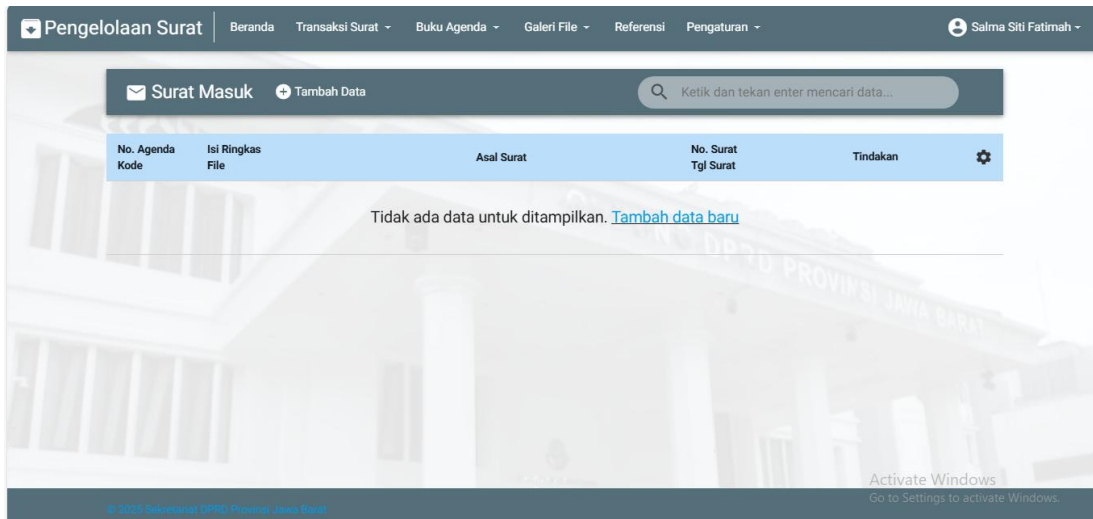 Pengelolaan Surat Beranda Transaksi Surat Buku Agenda Galeri File Referensi Pengaturan Salma Siti Fatimah
Surat Masuk Tambah Data Ketik dan tekan enter mencari data...
No. Agenda Isi Ringkas Asal Surat No. Surat Tindakan
Kode File Tgl Surat
Tidak ada data untuk ditampilkan. Tambah data baru
DPRD PROVINSI JAWA BARAT
Activate Windows
Go to Settings to activate Windows.
© 2025 Sekretariat DPRD Provinsi Jawa Barat